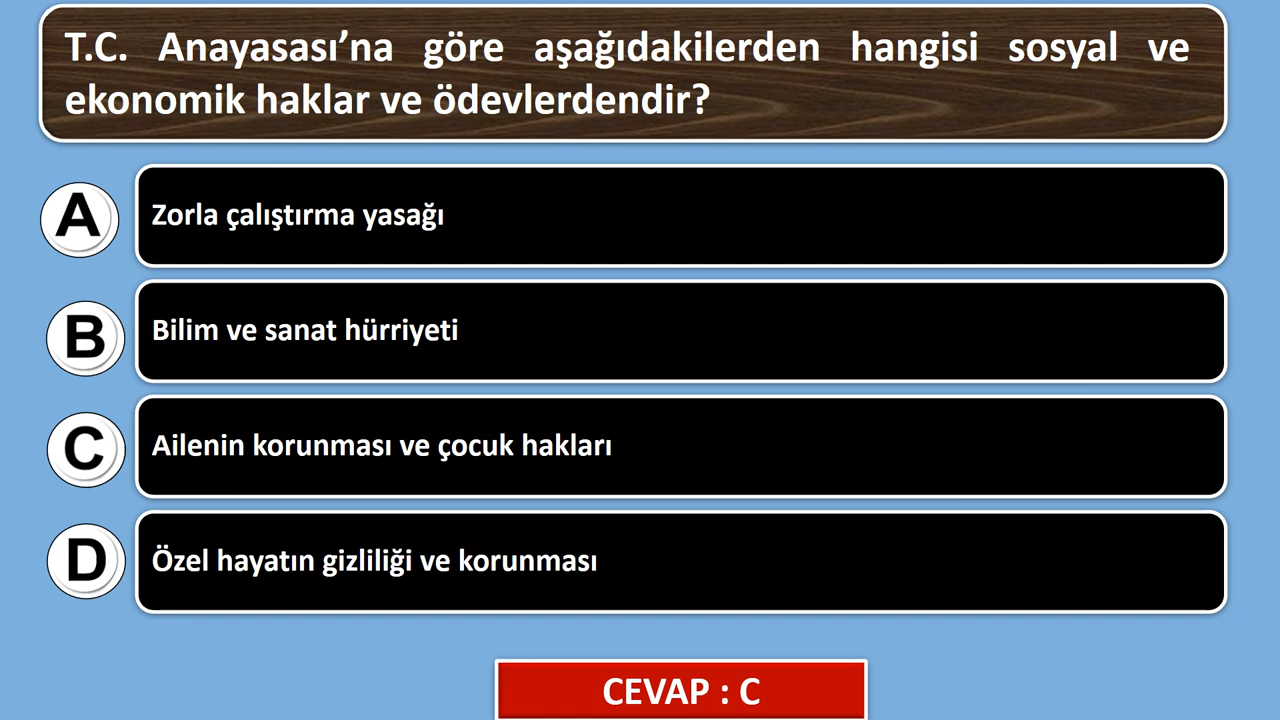 T.C. Anayasası’na göre aşağıdakilerden hangisi sosyal ve
ekonomik haklar ve ödevlerdendir?
A
Zorla çalıştırma yasağı
B
Bilim ve sanat hürriyeti
C
Ailenin korunması ve çocuk hakları
D
Özel hayatın gizliliği ve korunması
CEVAP : C